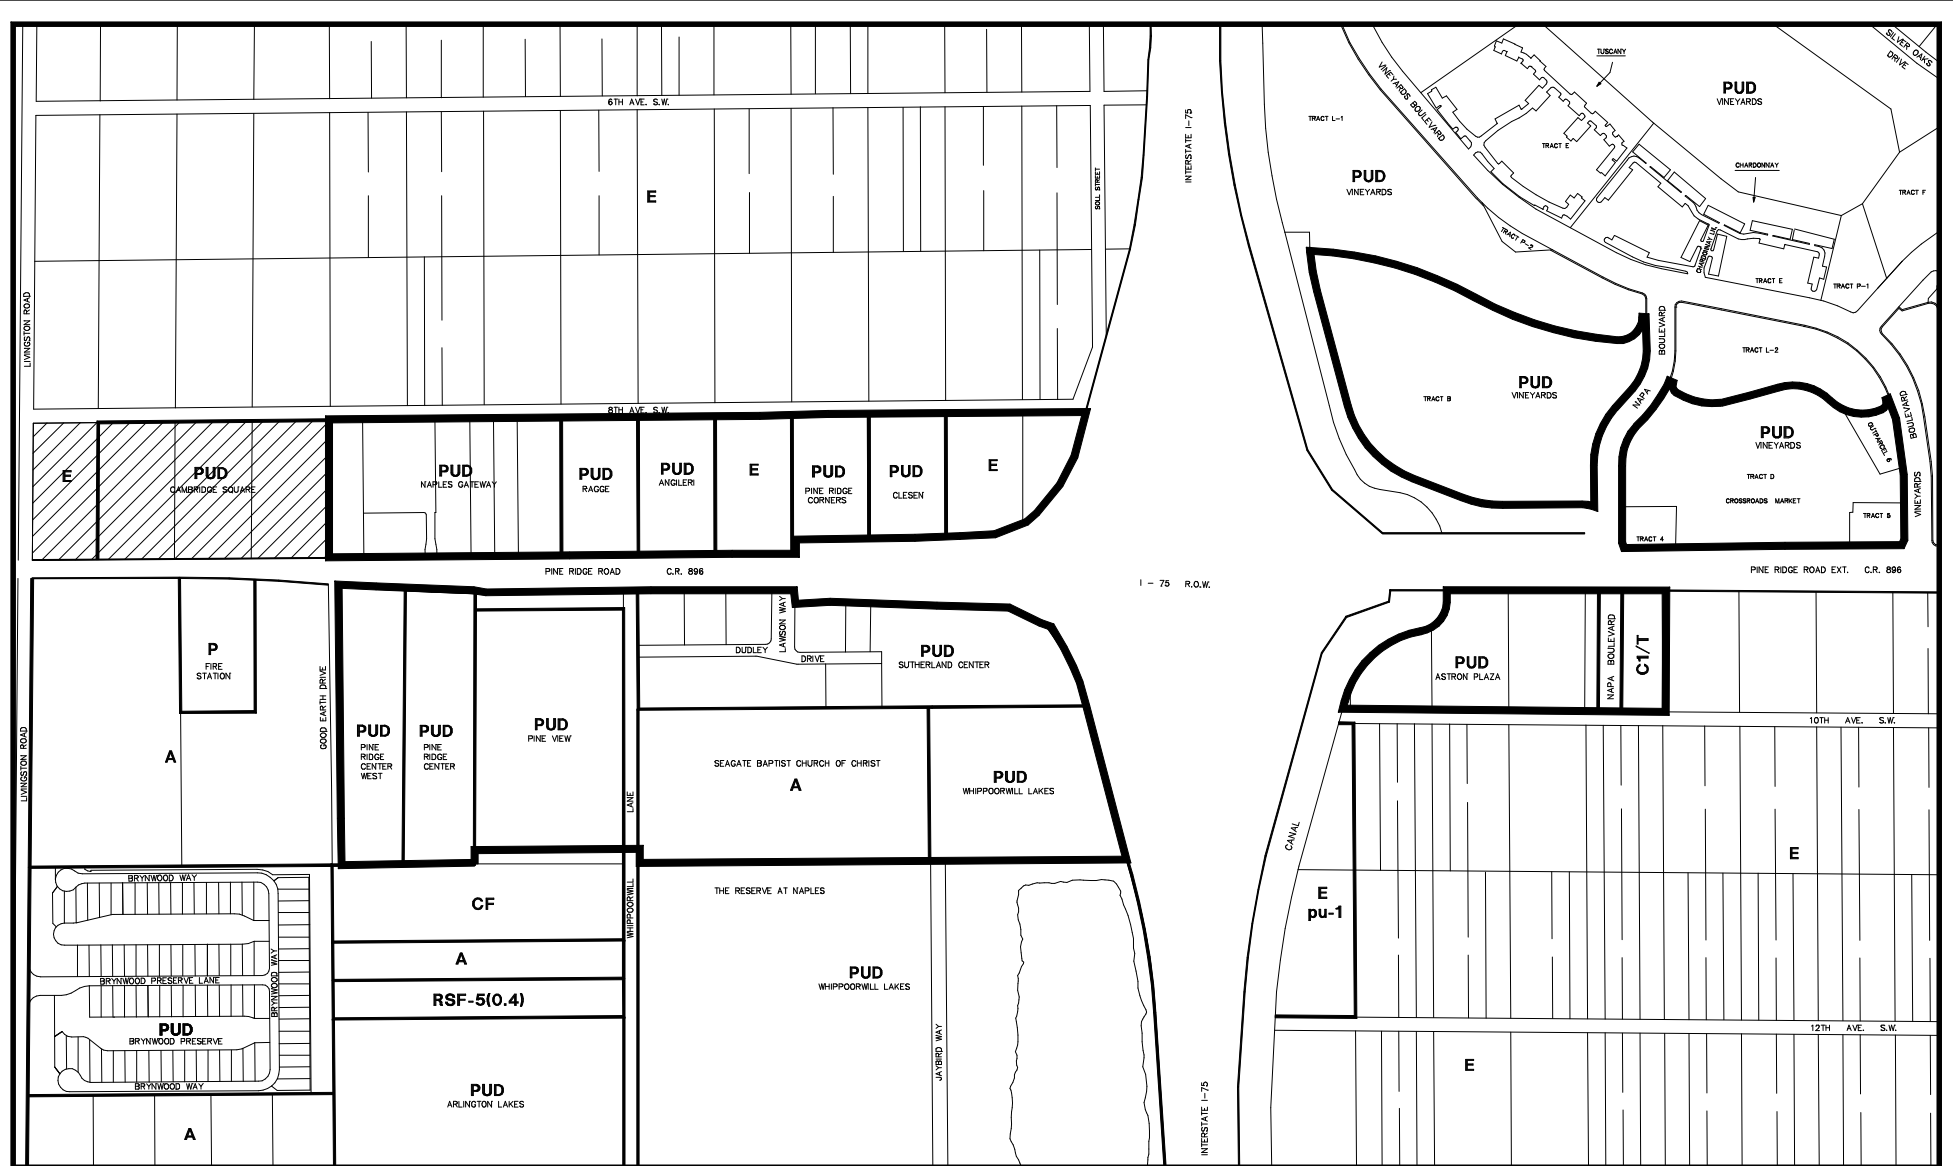 6TH AVE. S.W.
E
SOLL STREET
INTERSTATE I-75
LIVINGSTON ROAD
8TH AVE. S.W.
E
PUD
CAMBRIDGE SQUARE
PUD
NAPLES GATEWAY
PUD
RAGGE
PUD
ANGILERI
E
PUD
PINE RIDGE
CORNERS
PUD
CLESEN
E
PINE RIDGE ROAD C.R. 896
I - 75 R.O.W.
TRACT L-1
PUD
VINEYARDS
VINEYARDS BOULEVARD
TUSCANY
TRACT E
PUD
VINEYARDS
SILVER OAKS
DRIVE
CHARDONNAY
TRACT F
TRACT P-2
CHARDONNAY LN.
TRACT E
TRACT P-1
NAPA BOULEVARD
TRACT L-2
TRACT B
PUD
VINEYARDS
PUD
VINEYARDS
TRACT D
CROSSROADS MARKET
OUTPARCEL 6
TRACT 5
TRACT 4
VINEYARDS BOULEVARD
PINE RIDGE ROAD EXT. C.R. 896
P
FIRE
STATION
A
LIVINGSTON ROAD
GOOD EARTH DRIVE
PUD
PINE
RIDGE
CENTER
WEST
PUD
PINE
RIDGE
CENTER
PUD
PINE VIEW
WHIPPOORWILL LANE
LAWSON WAY
DUDLEY DRIVE
PUD
SUTHERLAND CENTER
SEAGATE BAPTIST CHURCH OF CHRIST
A
PUD
WHIPPOORWILL LAKES
PUD
ASTRON PLAZA
NAPA BOULEVARD
C1/T
10TH AVE. S.W.
CANAL
E
E
pu-1
12TH AVE. S.W.
E
BRYNWOOD WAY
BRYNWOOD WAY
BRYNWOOD PRESERVE LANE
PUD
BRYNWOOD PRESERVE
BRYNWOOD WAY
A
CF
A
RSF-5(0.4)
PUD
ARLINGTON LAKES
THE RESERVE AT NAPLES
PUD
WHIPPOORWILL LAKES
JAYBIRD WAY
INTERSTATE I-75